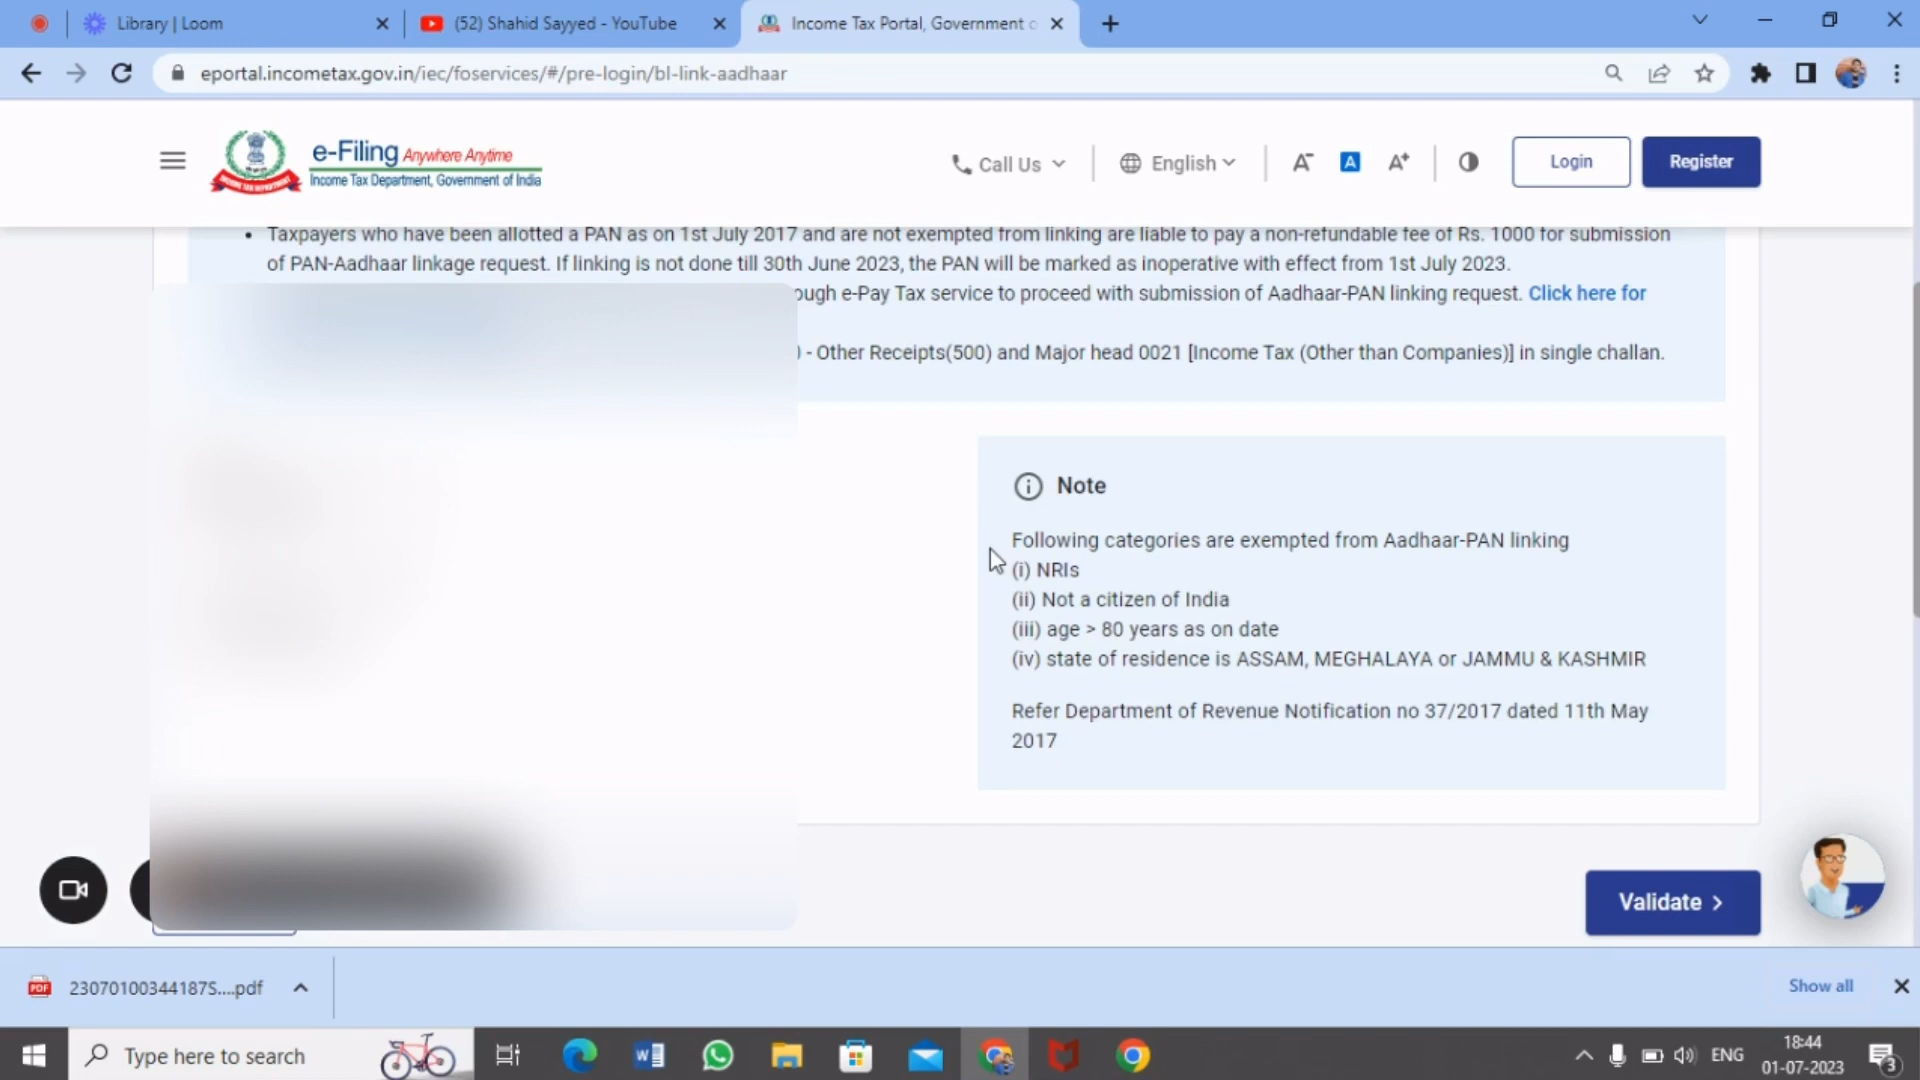 Library | Loom
(52) Shahid Sayyed - YouTube
Income Tax Portal, Government o
eportal.incometax.gov.in/iec/foservices/#/pre-login/bl-link-aadhaar
e-Filing Anywhere Anytime
Income Tax Department, Government of India
Call Us
English
A-
A
A+
Login
Register
• Taxpayers who have been allotted a PAN as on 1st July 2017 and are not exempted from linking are liable to pay a non-refundable fee of Rs. 1000 for submission
of PAN-Aadhaar linkage request. If linking is not done till 30th June 2023, the PAN will be marked as inoperative with effect from 1st July 2023.
ough e-Pay Tax service to proceed with submission of Aadhaar-PAN linking request. Click here for
) - Other Receipts(500) and Major head 0021 [Income Tax (Other than Companies)] in single challan.
Note
Following categories are exempted from Aadhaar-PAN linking
(i) NRIs
(ii) Not a citizen of India
(iii) age > 80 years as on date
(iv) state of residence is ASSAM, MEGHALAYA or JAMMU & KASHMIR
Refer Department of Revenue Notification no 37/2017 dated 11th May
2017
Validate >
PDF
23070100344187S....pdf
Show all
Type here to search
ENG
18:44
01-07-2023
3